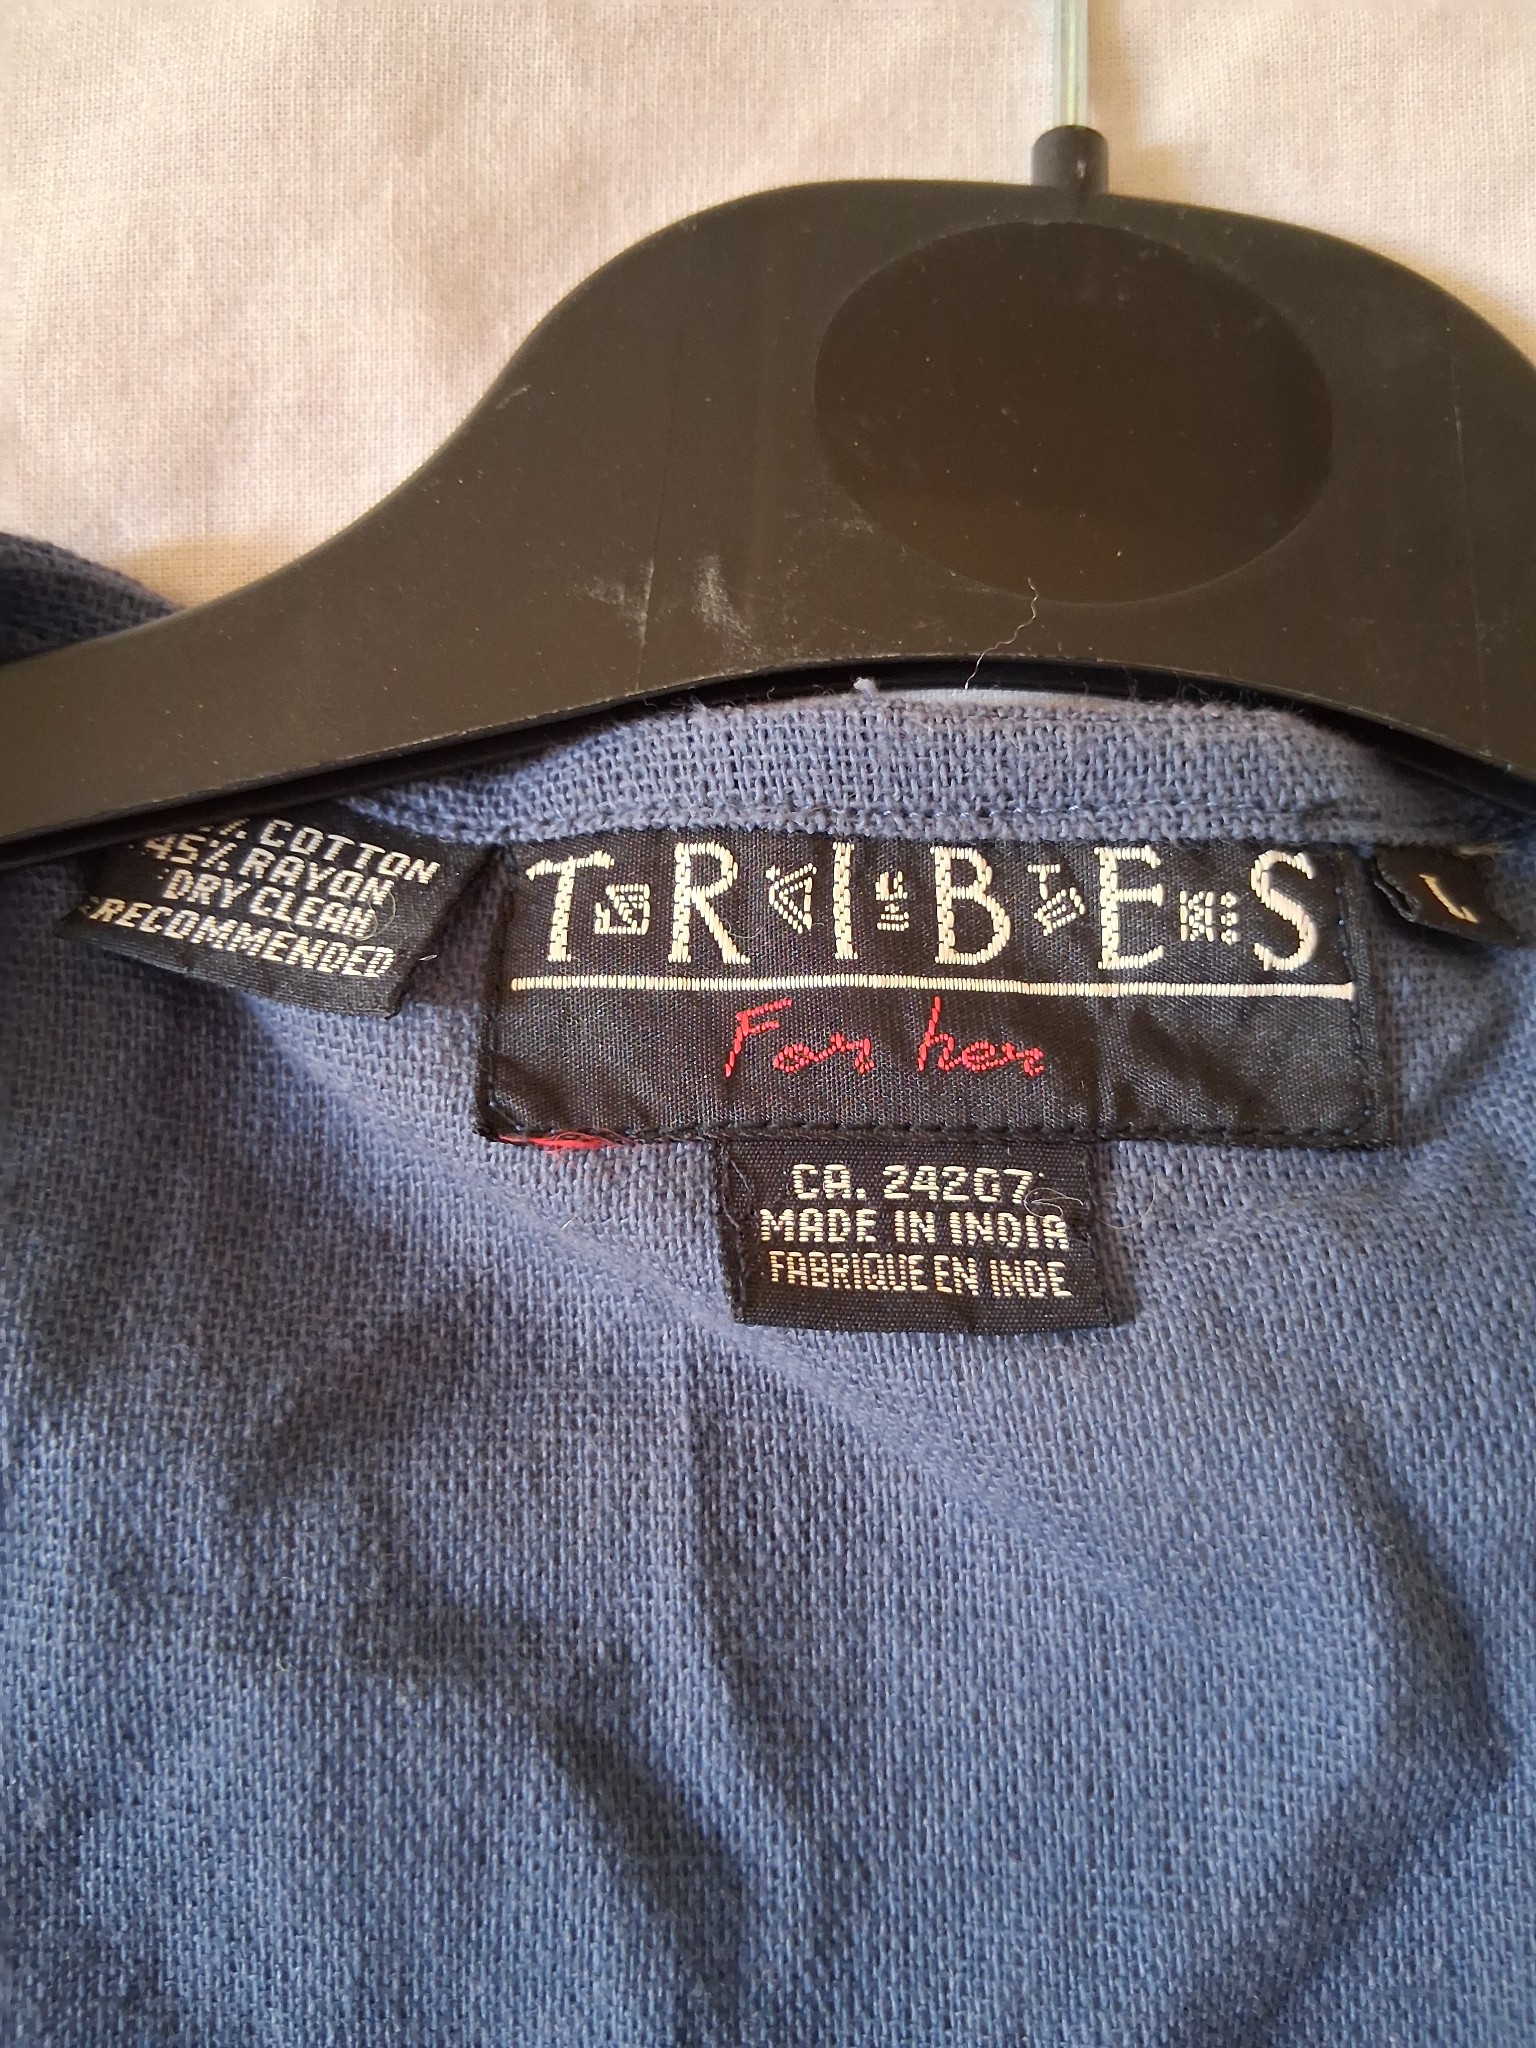 COTTON
45% RAYON
DRY CLEAN
RECOMMENDED
TRIBES
For her
L
CA. 24207
MADE IN INDIA
FABRIQUE EN INDE